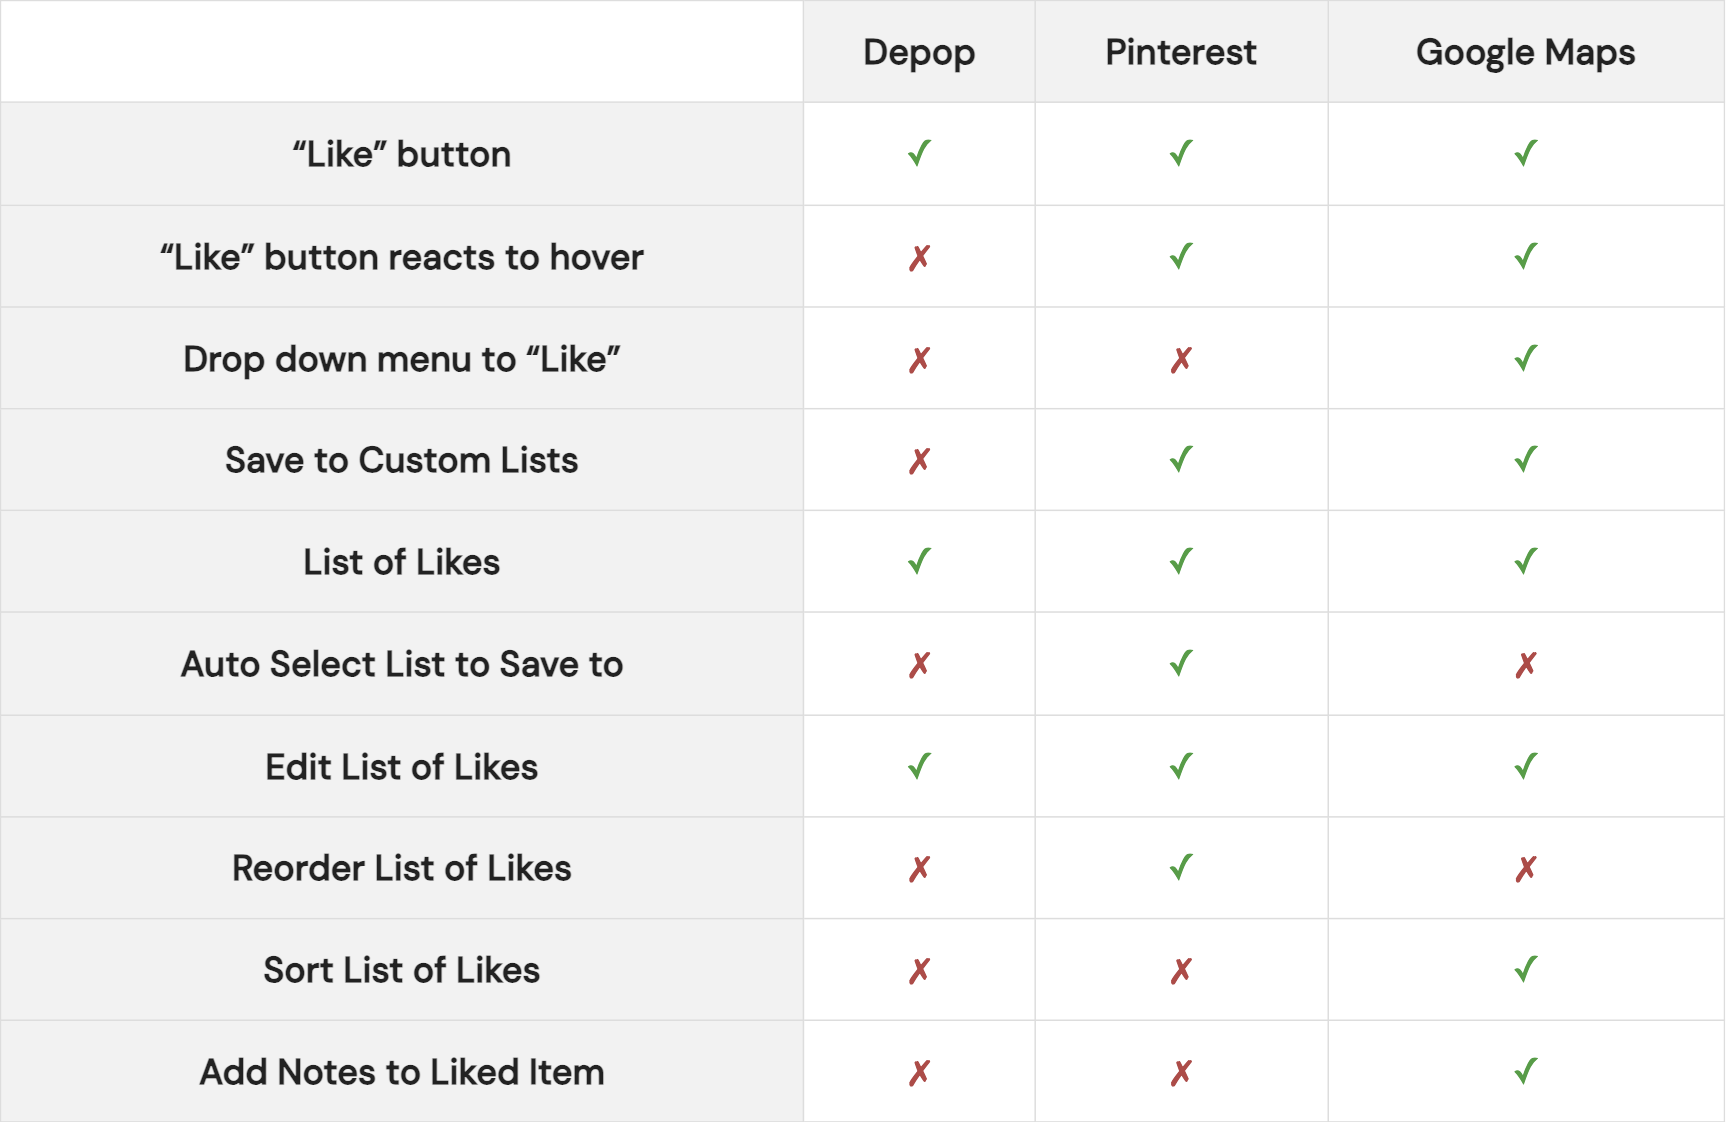 Depop Pinterest Google Maps
“Like” button ✓ ✓ ✓
“Like” button reacts to hover ✗ ✓ ✓
Drop down menu to “Like” ✗ ✗ ✓
Save to Custom Lists ✗ ✓ ✓
List of Likes ✓ ✓ ✓
Auto Select List to Save to ✗ ✓ ✗
Edit List of Likes ✓ ✓ ✓
Reorder List of Likes ✗ ✓ ✗
Sort List of Likes ✗ ✗ ✓
Add Notes to Liked Item ✗ ✗ ✓